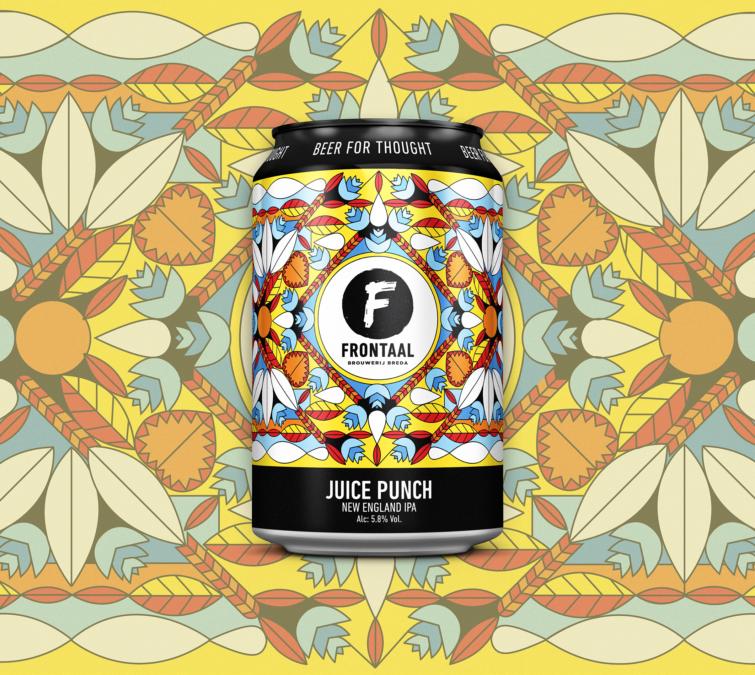 BEER FOR THOUGHT
F
FRONTAAL
BROUWERIJ BREDA
JUICE PUNCH
NEW ENGLAND IPA
Alc: 5.8% Vol.